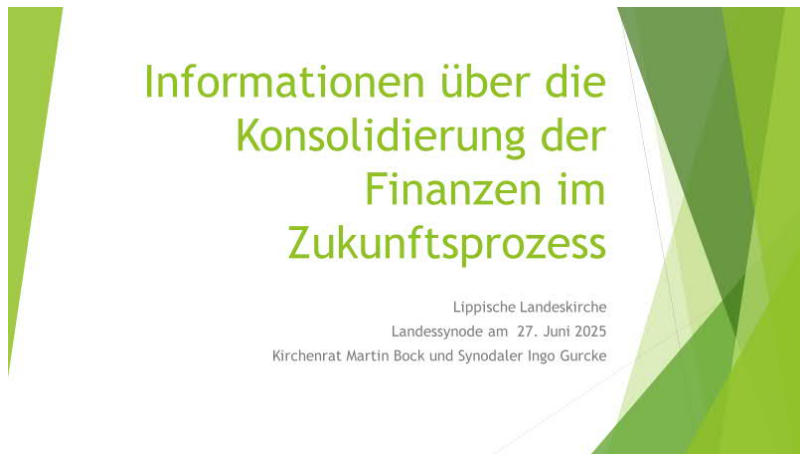 Informationen über die
Konsolidierung der
Finanzen im
Zukunftsprozess
Lippische Landeskirche
Landessynode am 27. Juni 2025
Kirchenrat Martin Bock und Synodaler Ingo Gurcke